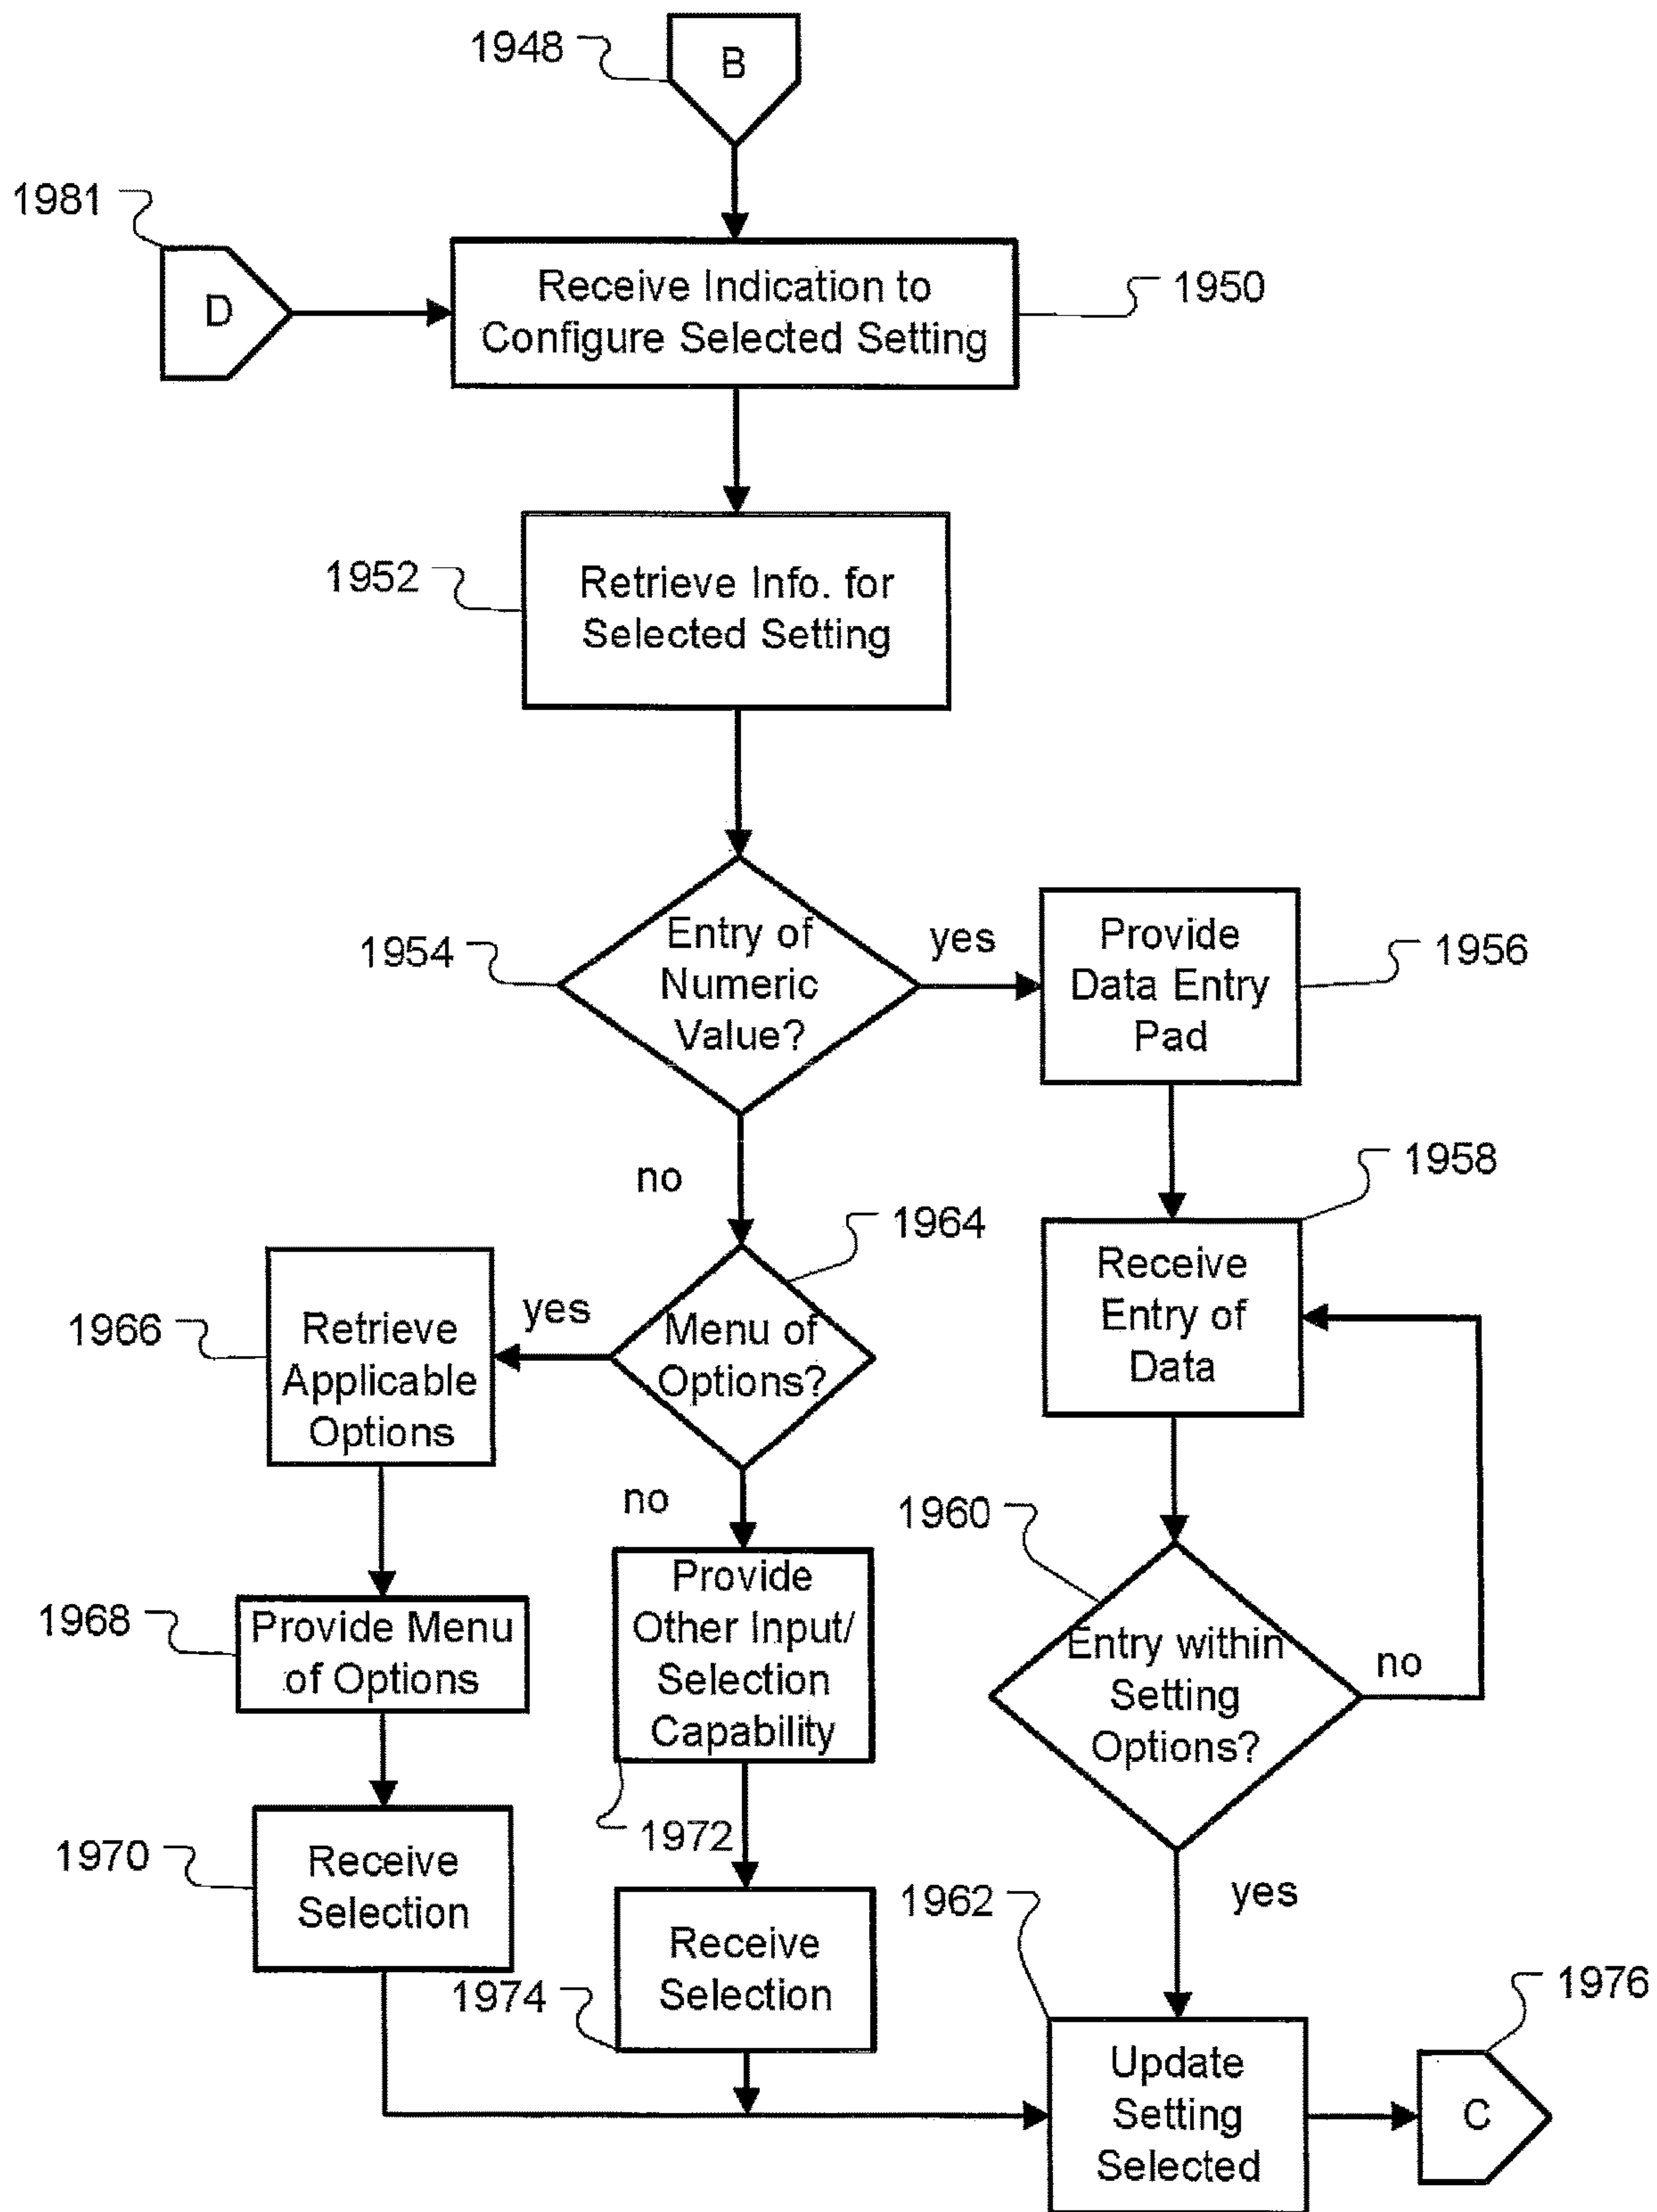 1948
B
1981
D
Receive Indication to
Configure Selected Setting
1950
1952
Retrieve Info. for
Selected Setting
1954
Entry of
Numeric
Value?
yes
Provide
Data Entry
Pad
1956
no
1958
Receive
Entry of
Data
1964
Menu of
Options?
yes
1966
Retrieve
Applicable
Options
no
1960
Entry within
Setting
Options?
no
1968
Provide Menu
of Options
Provide
Other Input/
Selection
Capability
1972
1970
Receive
Selection
yes
1962
1974
Receive
Selection
Update
Setting
Selected
1976
C